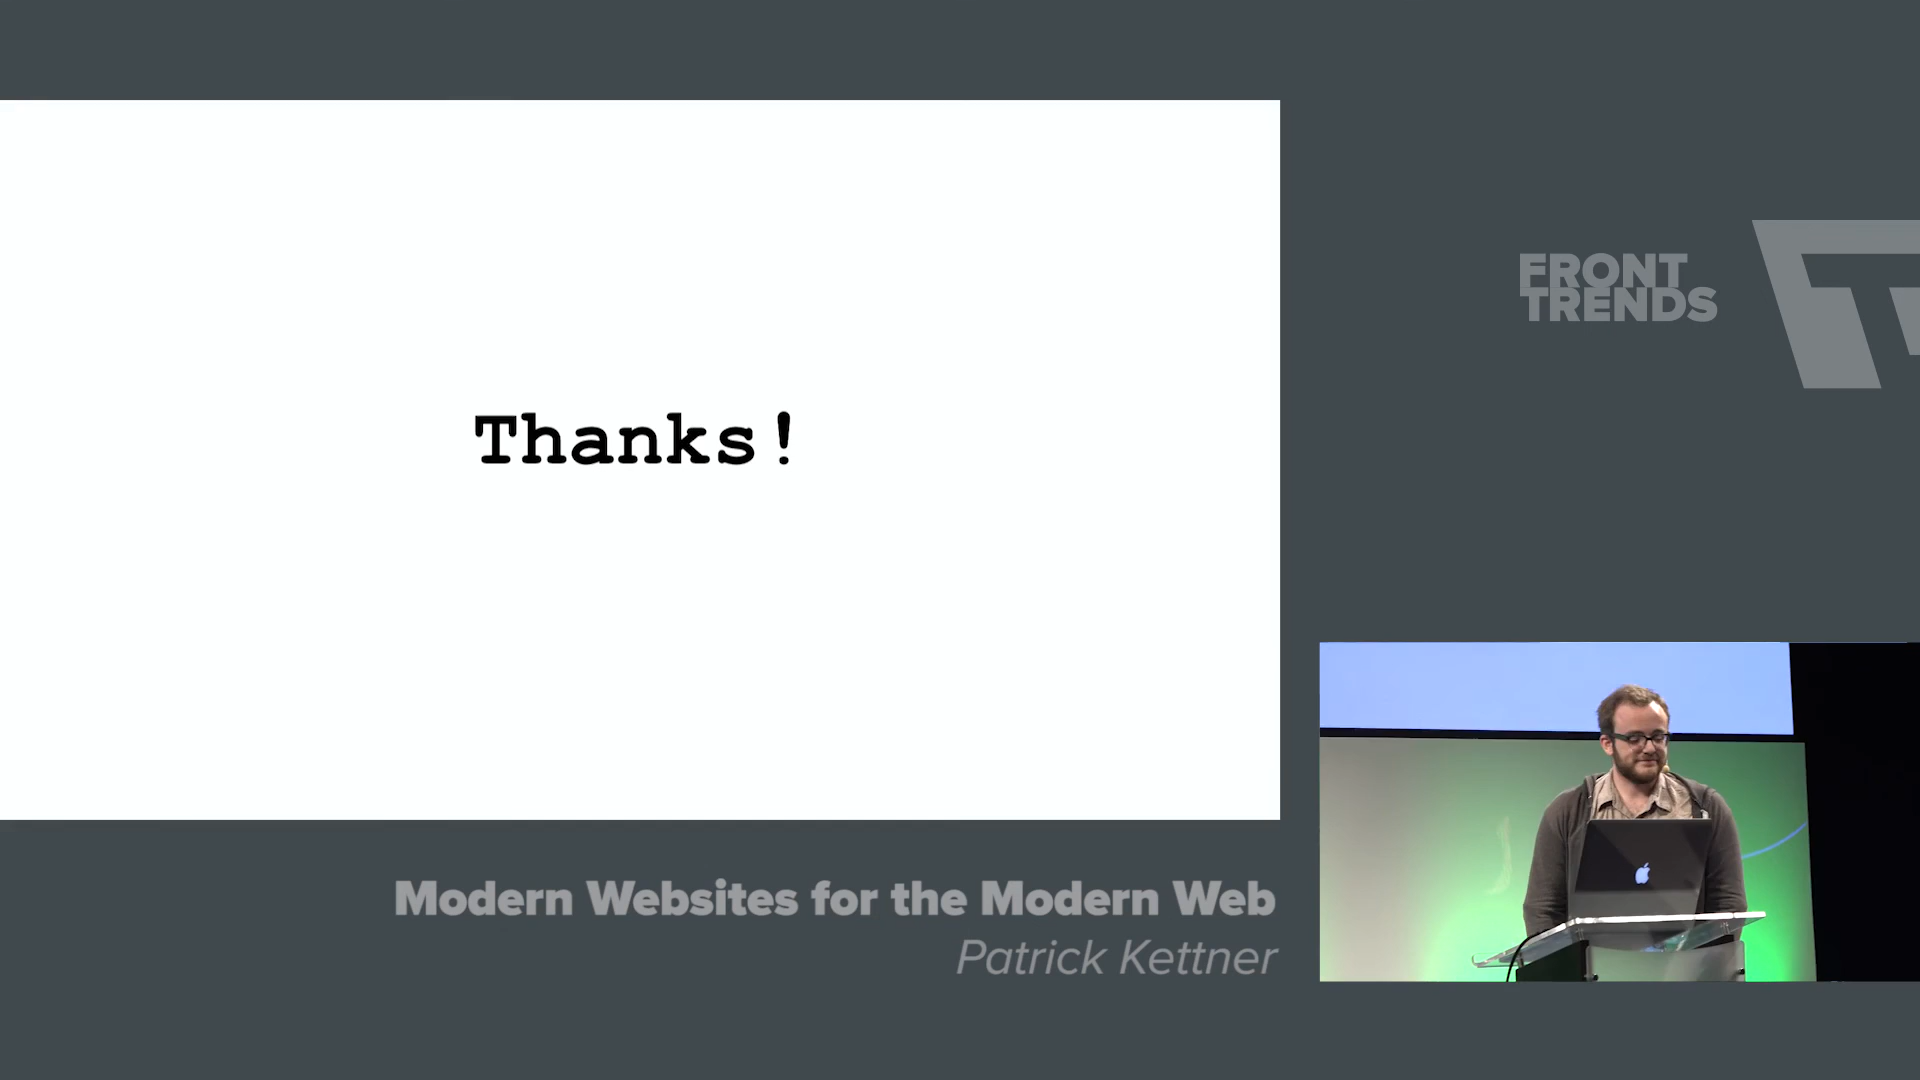 Thanks!
FRONT
TRENDS
Modern Websites for the Modern Web
Patrick Kettner